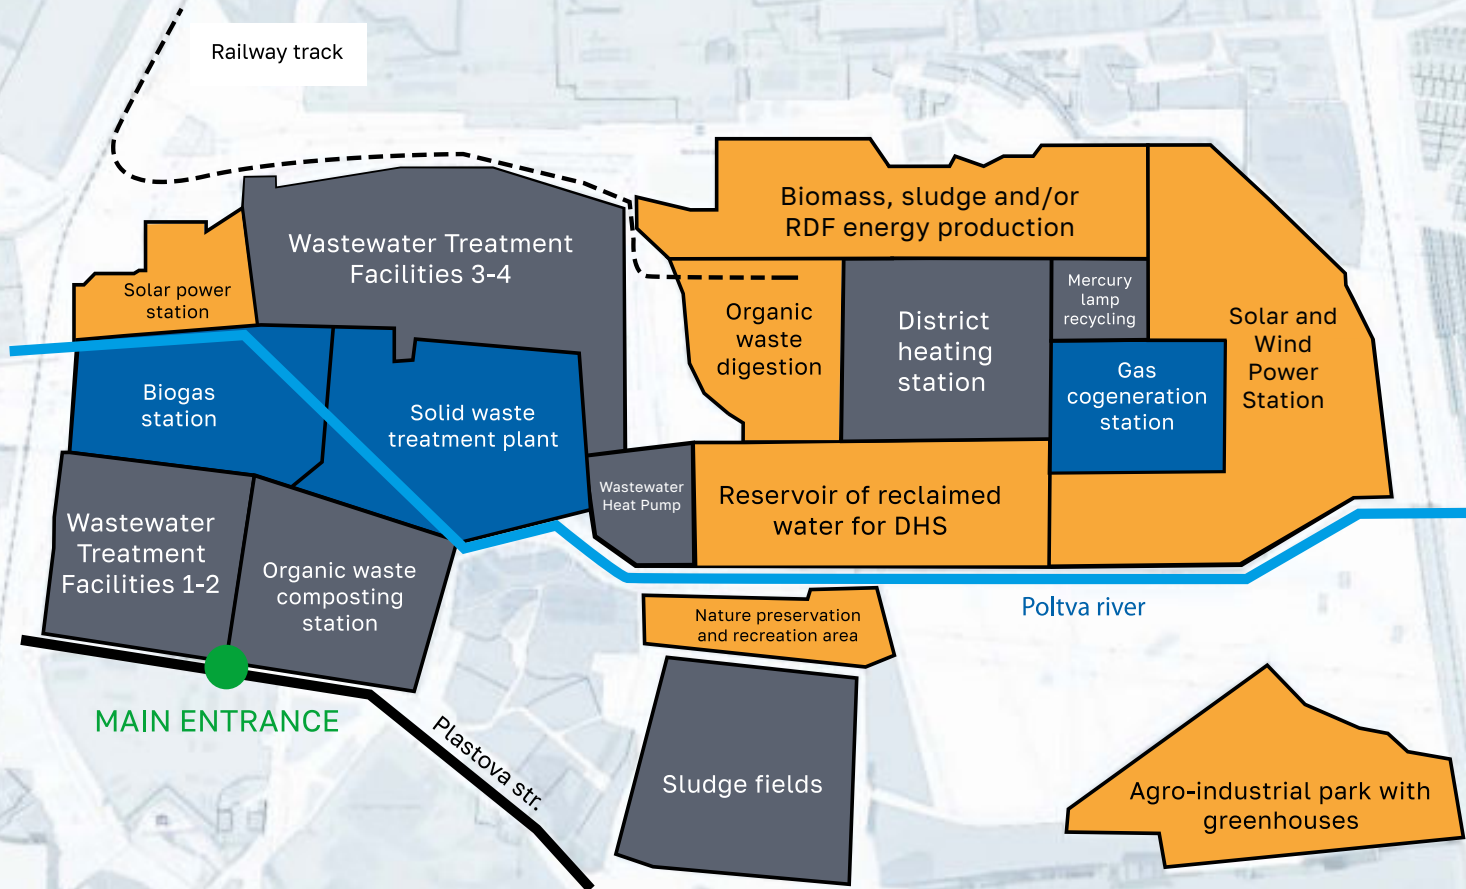 Railway track
Biomass, sludge and/or
RDF energy production
Wastewater Treatment
Facilities 3-4
Solar power
station
Organic
waste
digestion
District
heating
station
Mercury
lamp
recycling
Solar and
Wind
Power
Station
Biogas
station
Solid waste
treatment plant
Gas
cogeneration
station
Wastewater
Heat Pump
Reservoir of reclaimed
water for DHS
Wastewater
Treatment
Facilities 1-2
Organic waste
composting
station
Nature preservation
and recreation area
Poltva river
MAIN ENTRANCE
Plastova str.
Sludge fields
Agro-industrial park with
greenhouses